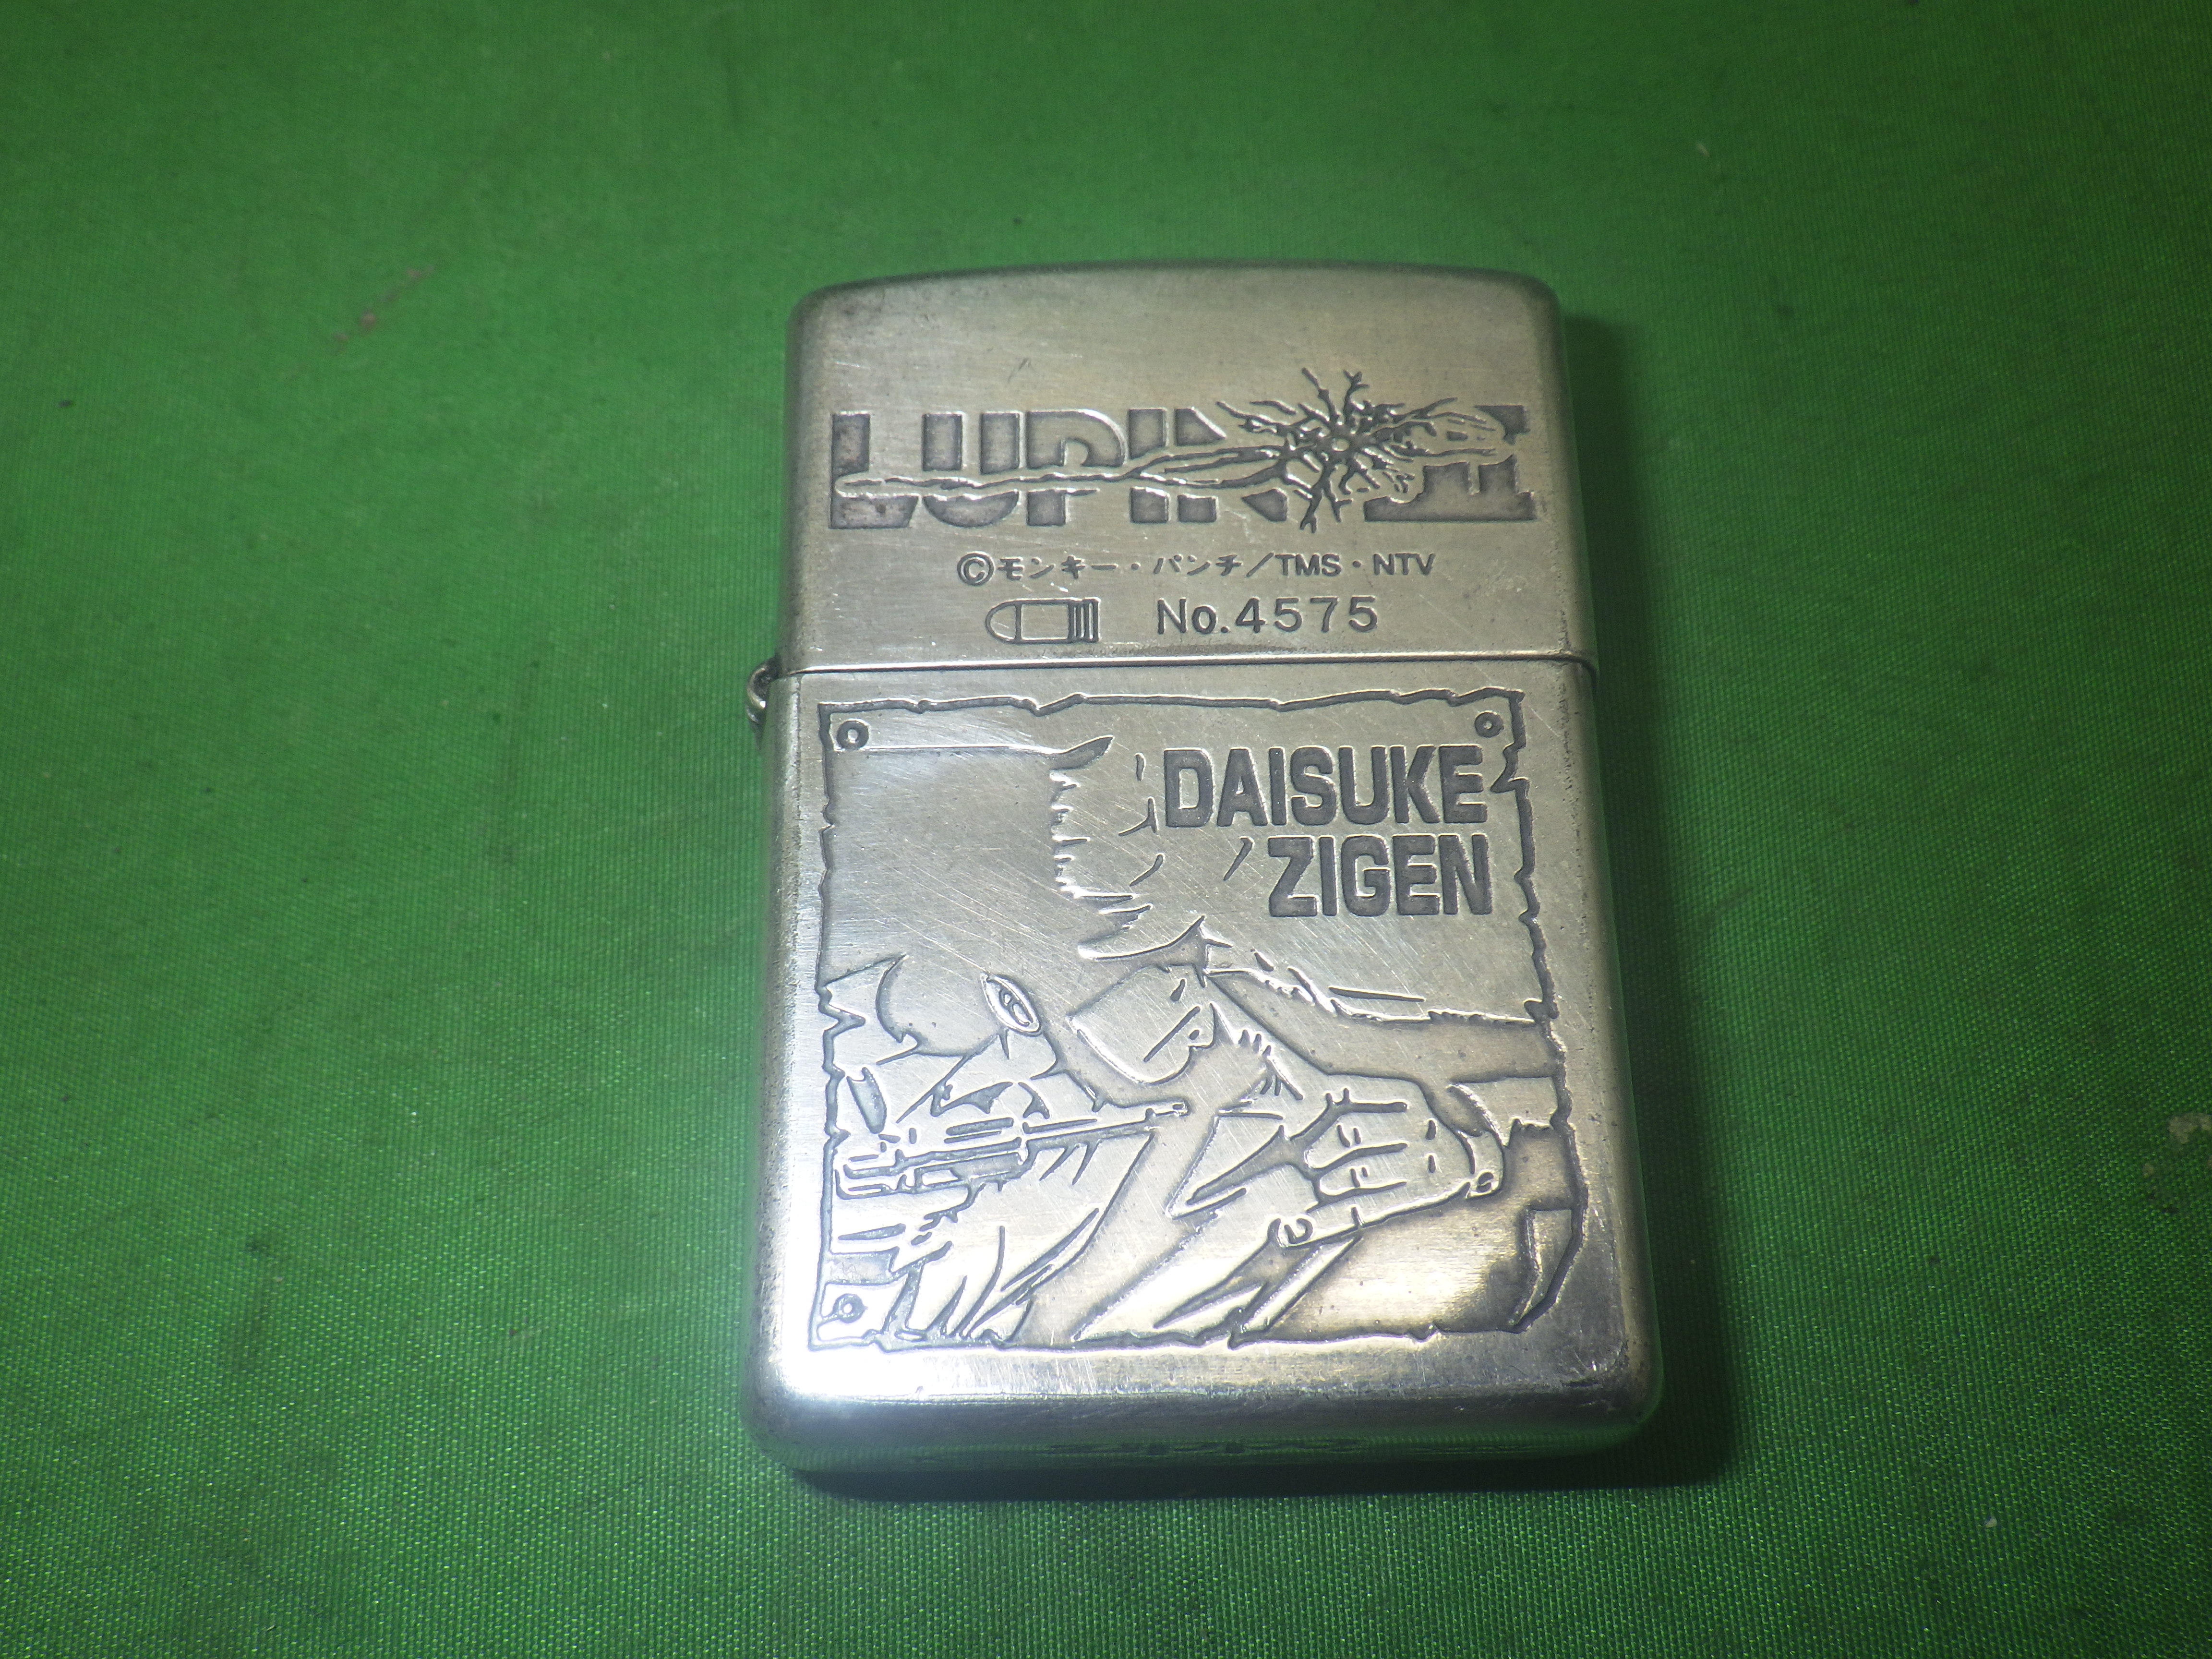 LUPIN III
©モンキー・パンチ/TMS・NTV
No.4575
DAISUKE
ZIGEN